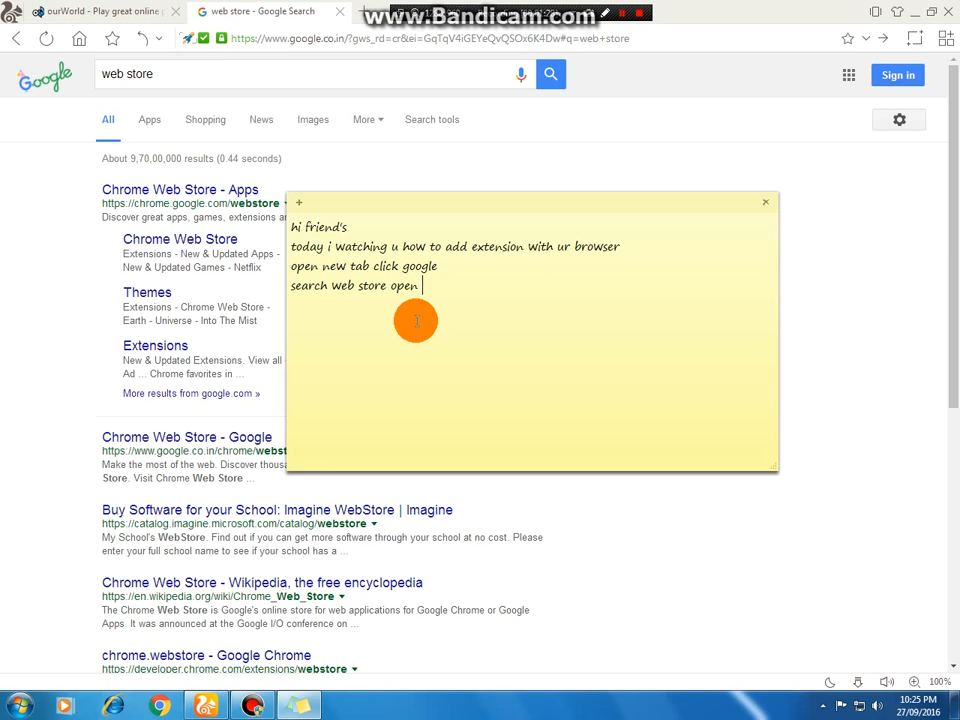 ourWorld - Play great online p
web store - Google Search
www.Bandicam.com
https://www.google.co.in/?gws_rd=cr&ei=GqTqV4iGEYeQvQSOx6K4Dw#q=web+store
Google
web store
Sign in
All Apps Shopping News Images More Search tools
About 9,70,00,000 results (0.44 seconds)
Chrome Web Store - Apps
https://chrome.google.com/webstore
Discover great apps, games, extensions a
Chrome Web Store
Extensions - New & Updated Apps -
New & Updated Games - Netflix
Themes
Extensions - Chrome Web Store -
Earth - Universe - Into The Mist
Extensions
New & Updated Extensions. View all
Ad ... Chrome favorites in ...
More results from google.com »
+
×
hi friend's
today i watching u how to add extension with ur browser
open new tab click google
search web store open
Chrome Web Store - Google
https://www.google.co.in/chrome/webst
Make the most of the web. Discover thous
Store. Visit Chrome Web Store ...
Buy Software for your School: Imagine WebStore | Imagine
https://catalog.imagine.microsoft.com/catalog/webstore
My School's WebStore. Find out if you can get more software through your school at no cost. Please
enter your full school name to see if your school has a ...
Chrome Web Store - Wikipedia, the free encyclopedia
https://en.wikipedia.org/wiki/Chrome_Web_Store
The Chrome Web Store is Google's online store for web applications for Google Chrome or Google
Apps. It was announced at the Google I/O conference on ...
chrome.webstore - Google Chrome
https://developer.chrome.com/extensions/webstore
100%
10:25 PM
27/09/2016